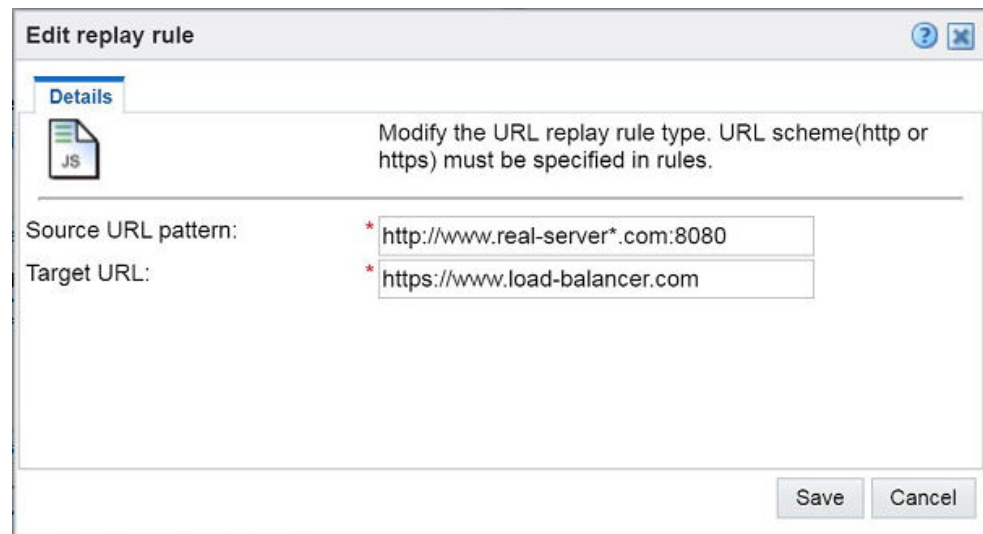 Edit replay rule
?
Details
JS
Modify the URL replay rule type. URL scheme(http or
https) must be specified in rules.
Source URL pattern: * http://www.real-server*.com:8080
Target URL: * https://www.load-balancer.com
Save Cancel